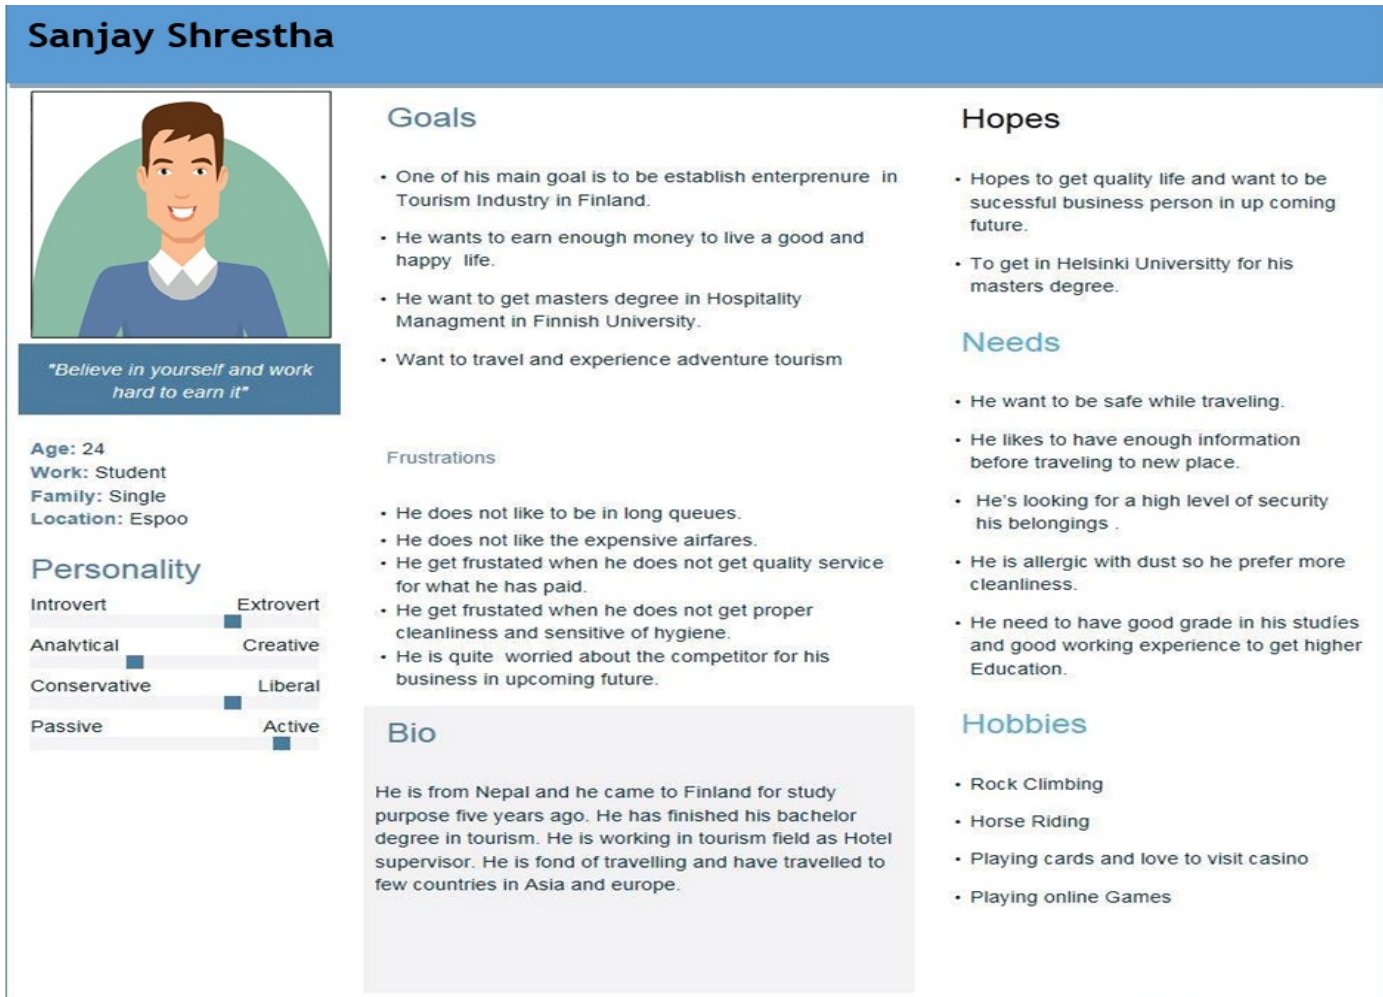 Sanjay Shrestha
"Believe in yourself and work
hard to earn it"
Age: 24
Work: Student
Family: Single
Location: Espoo
Personality
Introvert Extrovert
Analytical Creative
Conservative Liberal
Passive Active
Goals
• One of his main goal is to be establish enterprenure in
Tourism Industry in Finland.
• He wants to earn enough money to live a good and
happy life.
• He want to get masters degree in Hospitality
Managment in Finnish University.
• Want to travel and experience adventure tourism
Frustrations
• He does not like to be in long queues.
• He does not like the expensive airfares.
• He get frustated when he does not get quality service
for what he has paid.
• He get frustated when he does not get proper
cleanliness and sensitive of hygiene.
• He is quite worried about the competitor for his
business in upcoming future.
Bio
He is from Nepal and he came to Finland for study
purpose five years ago. He has finished his bachelor
degree in tourism. He is working in tourism field as Hotel
supervisor. He is fond of travelling and have travelled to
few countries in Asia and europe.
Hopes
• Hopes to get quality life and want to be
sucessful business person in up coming
future.
• To get in Helsinki Universitty for his
masters degree.
Needs
• He want to be safe while traveling.
• He likes to have enough information
before traveling to new place.
• He's looking for a high level of security
his belongings .
• He is allergic with dust so he prefer more
cleanliness.
• He need to have good grade in his studíes
and good working experience to get higher
Education.
Hobbies
• Rock Climbing
• Horse Riding
• Playing cards and love to visit casino
• Playing online Games